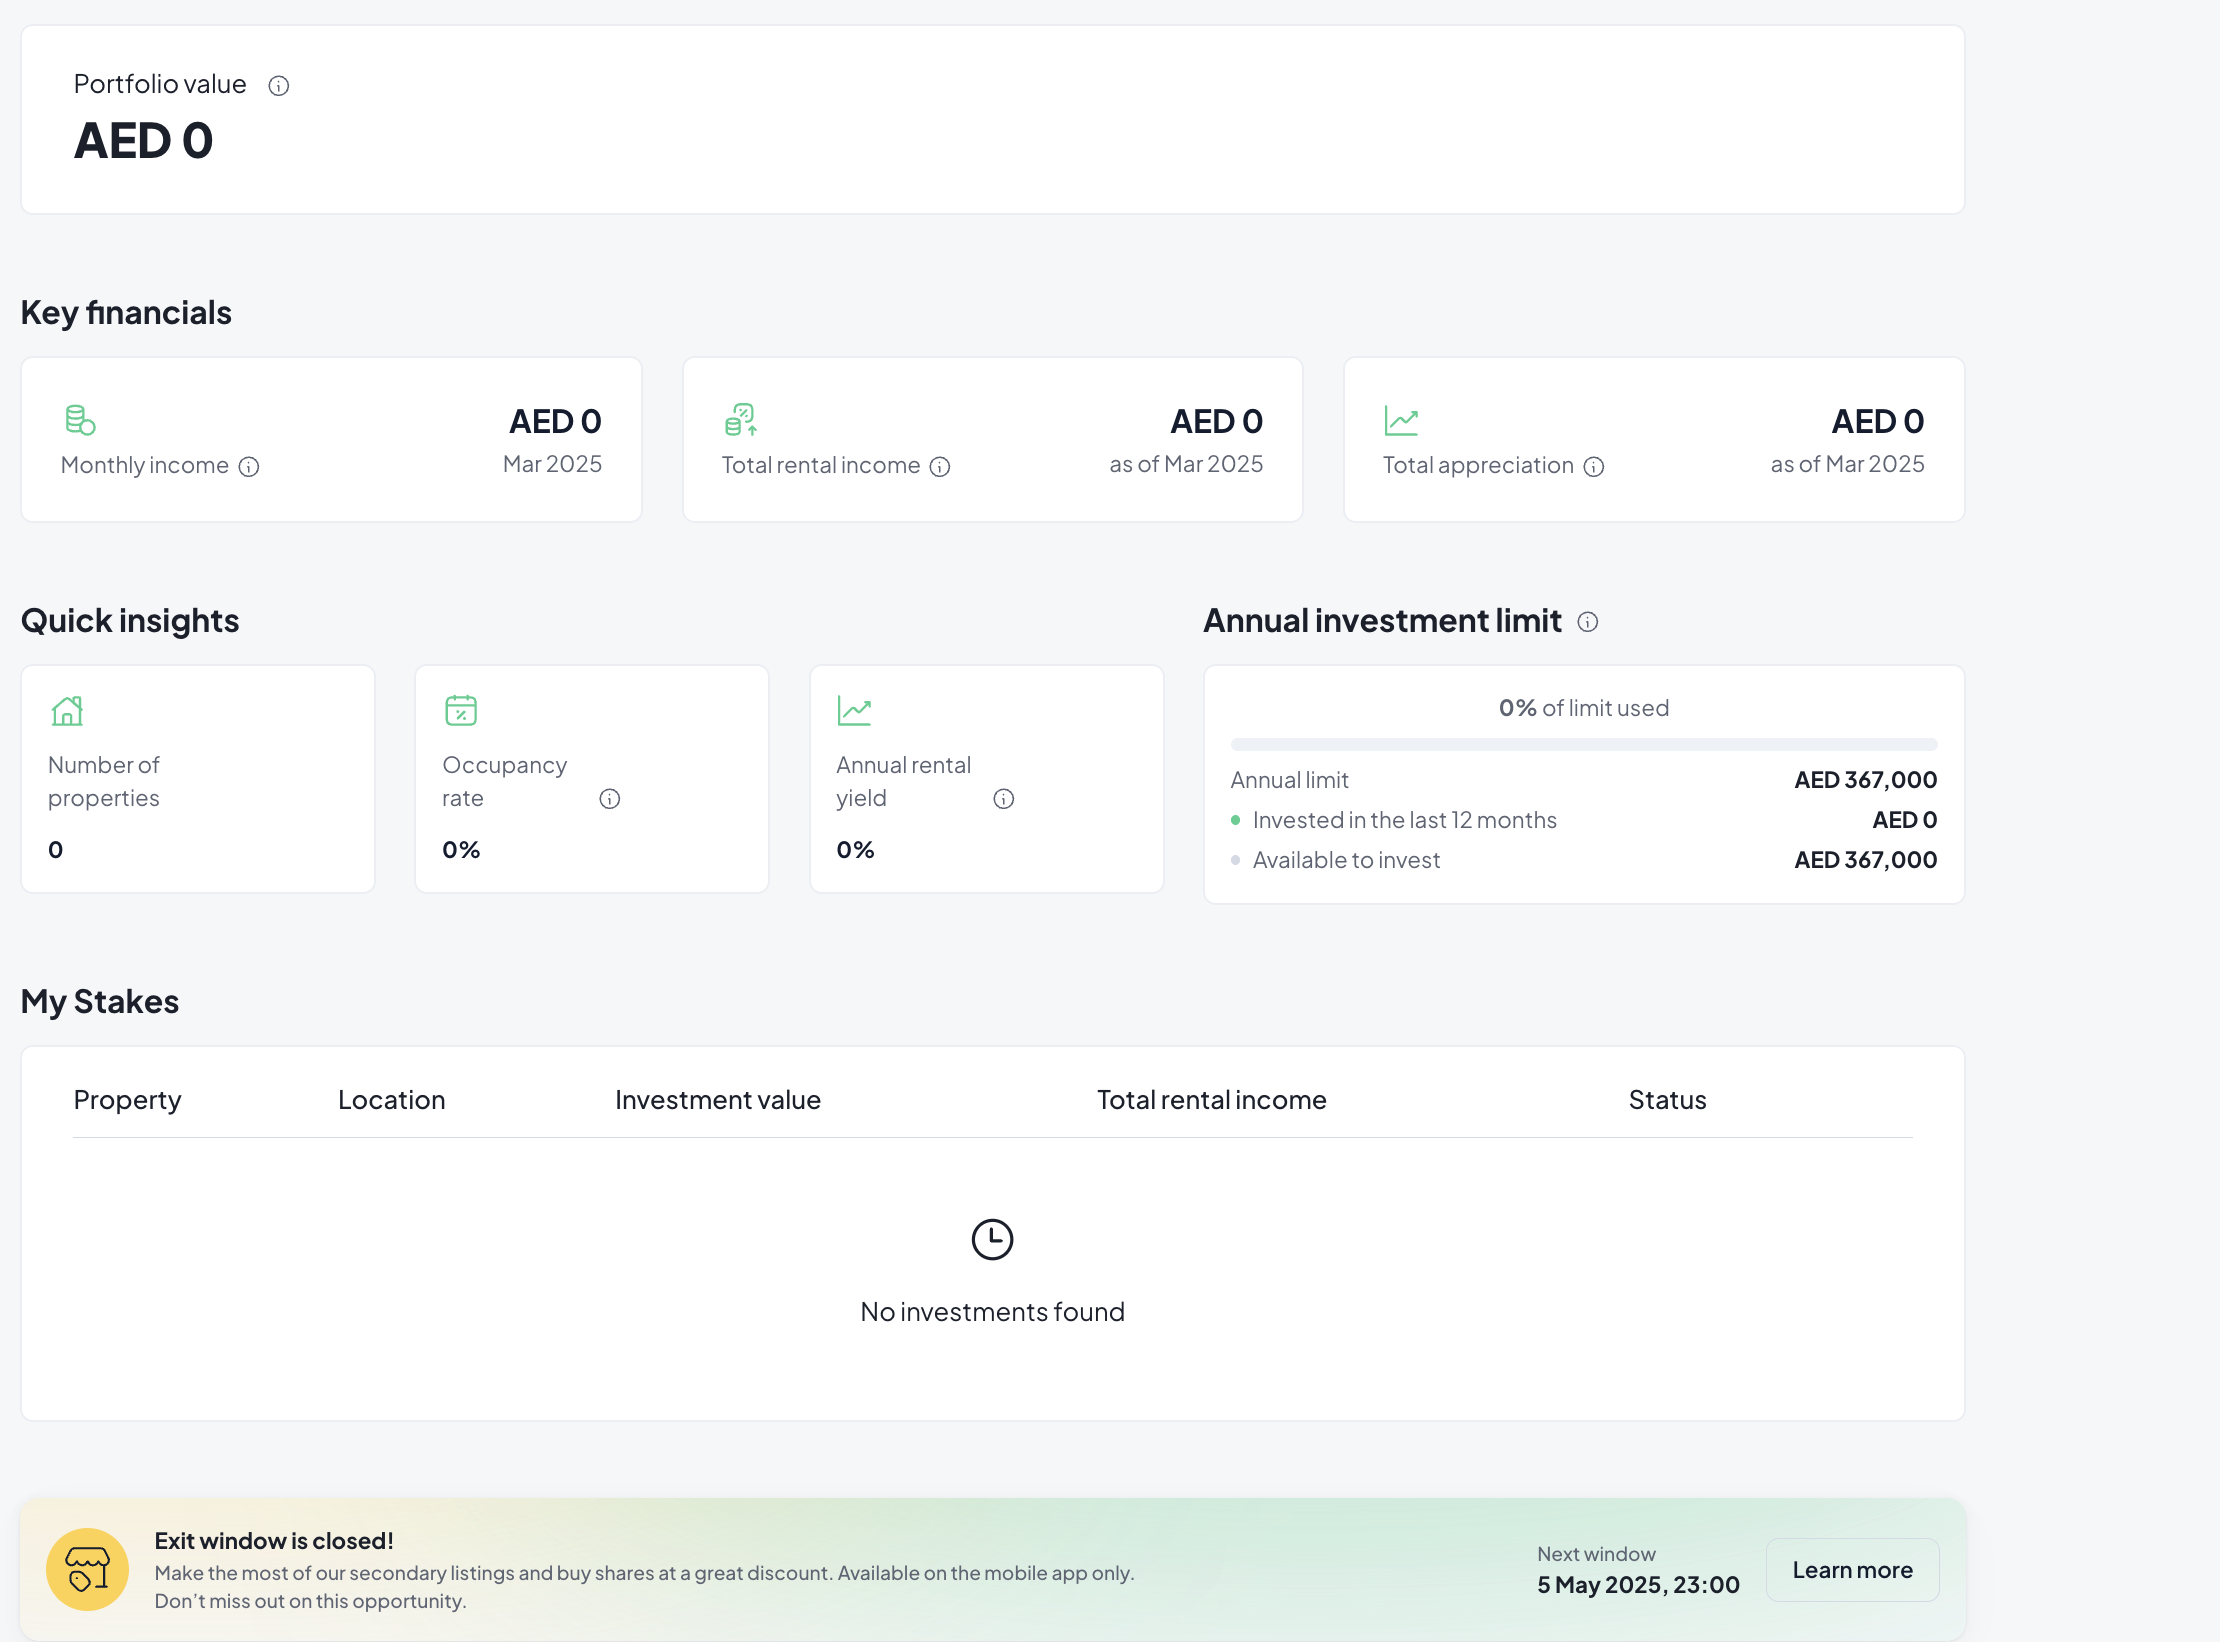 Portfolio value
AED 0
Key financials
AED 0
Monthly income
Mar 2025
AED 0
Total rental income
as of Mar 2025
AED 0
Total appreciation
as of Mar 2025
Quick insights
Number of
properties
0
Occupancy
rate
0%
Annual rental
yield
0%
Annual investment limit
0% of limit used
Annual limit AED 367,000
Invested in the last 12 months AED 0
Available to invest AED 367,000
My Stakes
Property Location Investment value Total rental income Status
No investments found
Exit window is closed!
Make the most of our secondary listings and buy shares at a great discount. Available on the mobile app only.
Don’t miss out on this opportunity.
Next window
5 May 2025, 23:00
Learn more